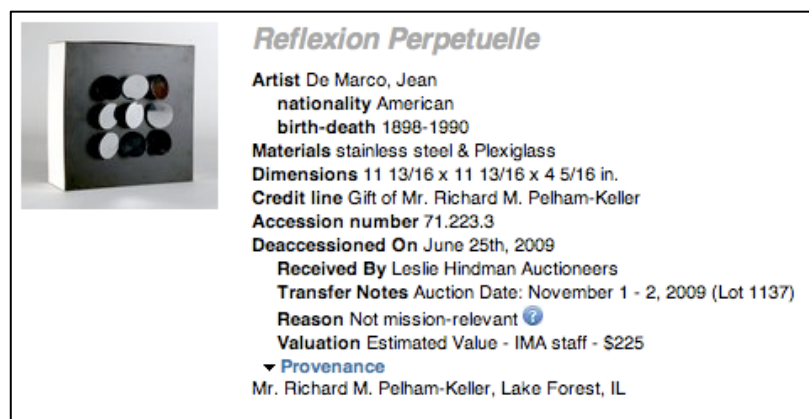 Reflexion Perpetuelle
Artist De Marco, Jean
nationality American
birth-death 1898-1990
Materials stainless steel & Plexiglass
Dimensions 11 13/16 x 11 13/16 x 4 5/16 in.
Credit line Gift of Mr. Richard M. Pelham-Keller
Accession number 71.223.3
Deaccessioned On June 25th, 2009
Received By Leslie Hindman Auctioneers
Transfer Notes Auction Date: November 1 - 2, 2009 (Lot 1137)
Reason Not mission-relevant ?
Valuation Estimated Value - IMA staff - $225
Provenance
Mr. Richard M. Pelham-Keller, Lake Forest, IL